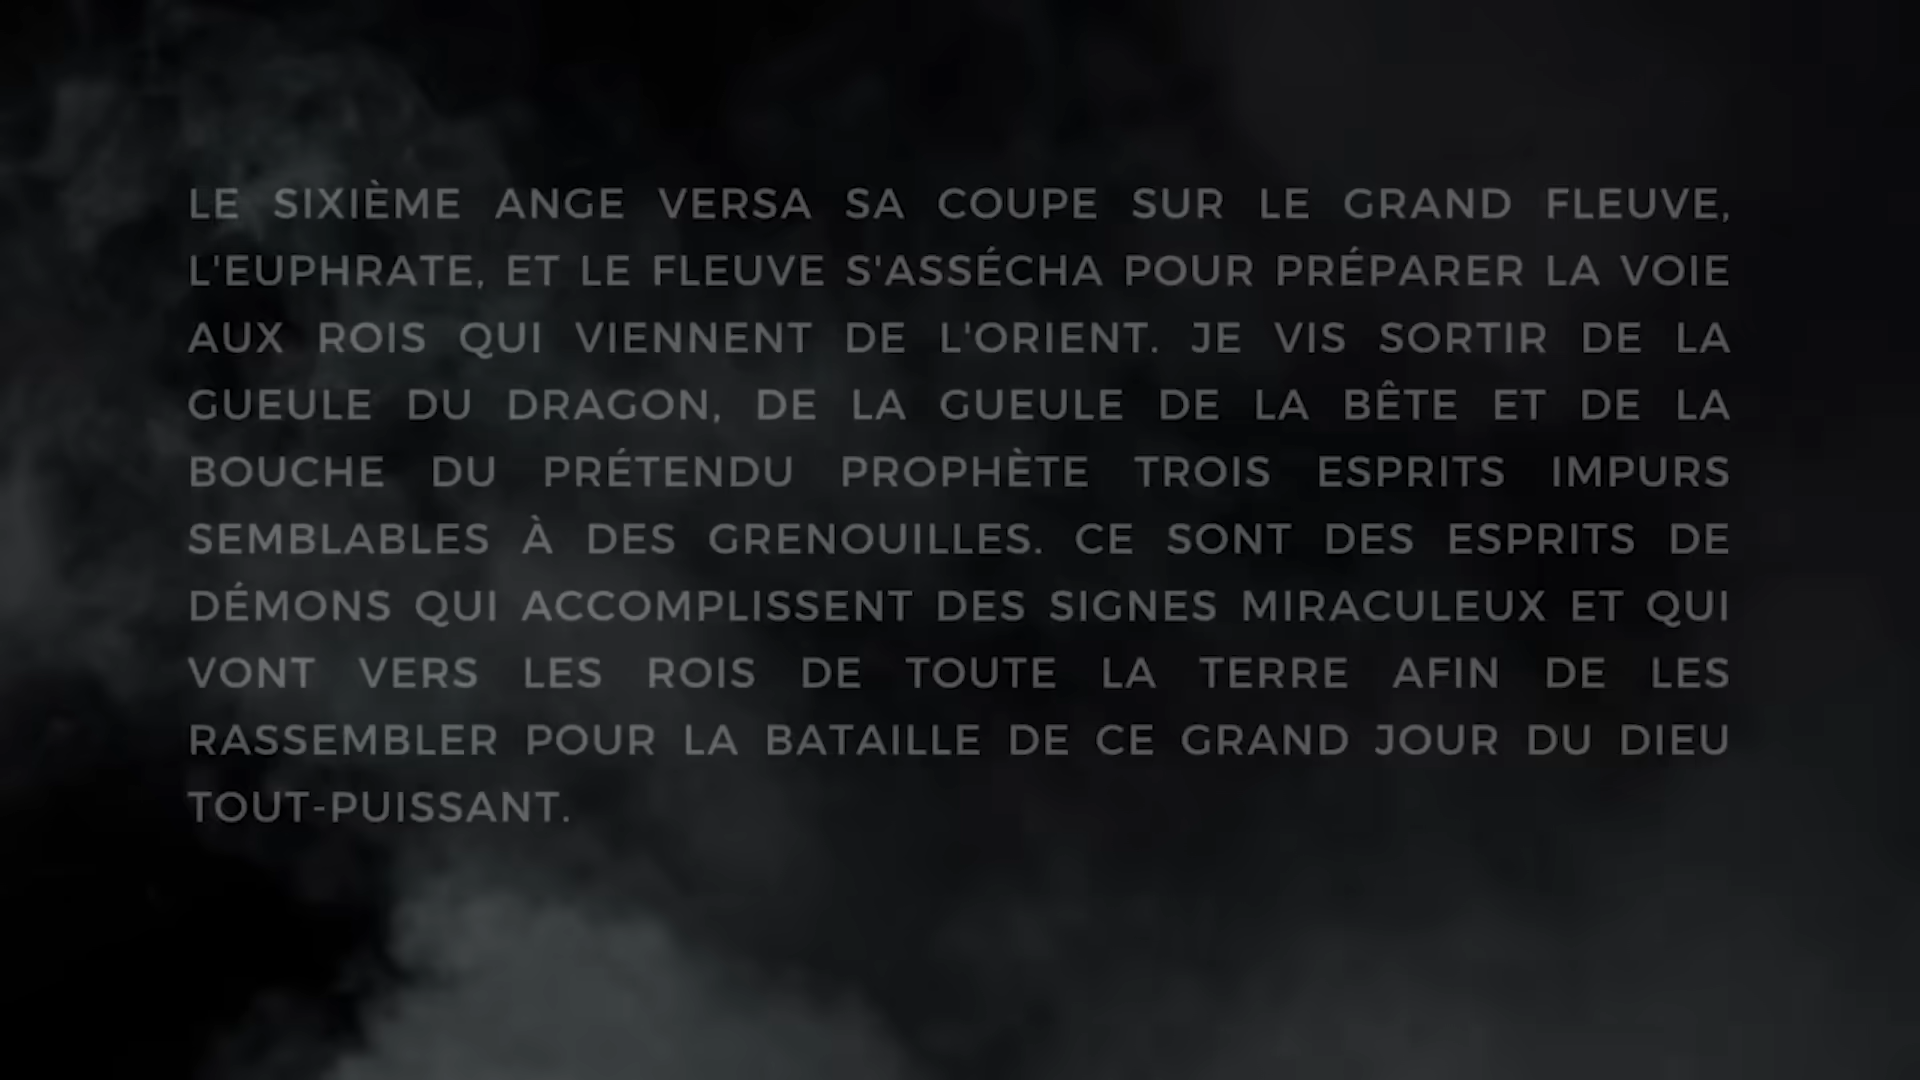 LE SIXIÈME ANGE VERSA SA COUPE SUR LE GRAND FLEUVE,
L'EUPHRATE, ET LE FLEUVE S'ASSÉCHA POUR PRÉPARER LA VOIE
AUX ROIS QUI VIENNENT DE L'ORIENT. JE VIS SORTIR DE LA
GUEULE DU DRAGON, DE LA GUEULE DE LA BÊTE ET DE LA
BOUCHE DU PRÉTENDU PROPHÈTE TROIS ESPRITS IMPURS
SEMBLABLES À DES GRENOUILLES. CE SONT DES ESPRITS DE
DÉMONS QUI ACCOMPLISSENT DES SIGNES MIRACULEUX ET QUI
VONT VERS LES ROIS DE TOUTE LA TERRE AFIN DE LES
RASSEMBLER POUR LA BATAILLE DE CE GRAND JOUR DU DIEU
TOUT-PUISSANT.